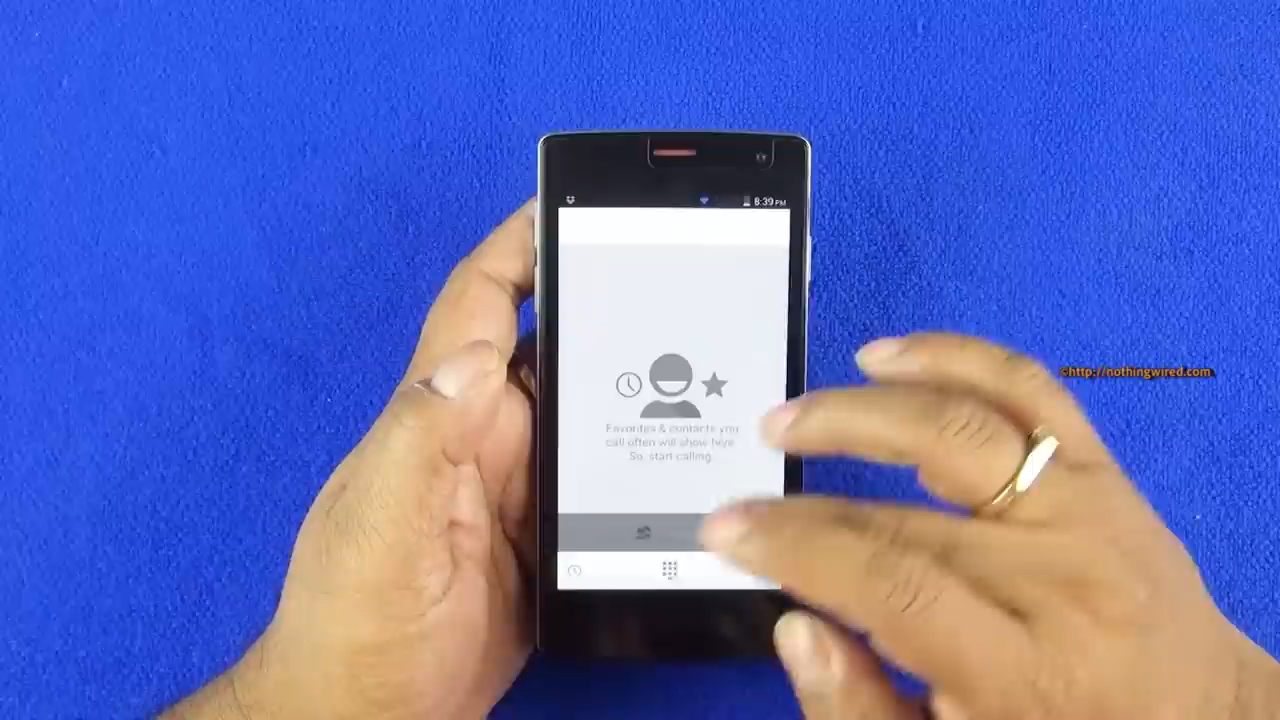 8:39 PM
©http://nothingwired.com
Favorites & contacts you
call often will show here.
So, start calling.